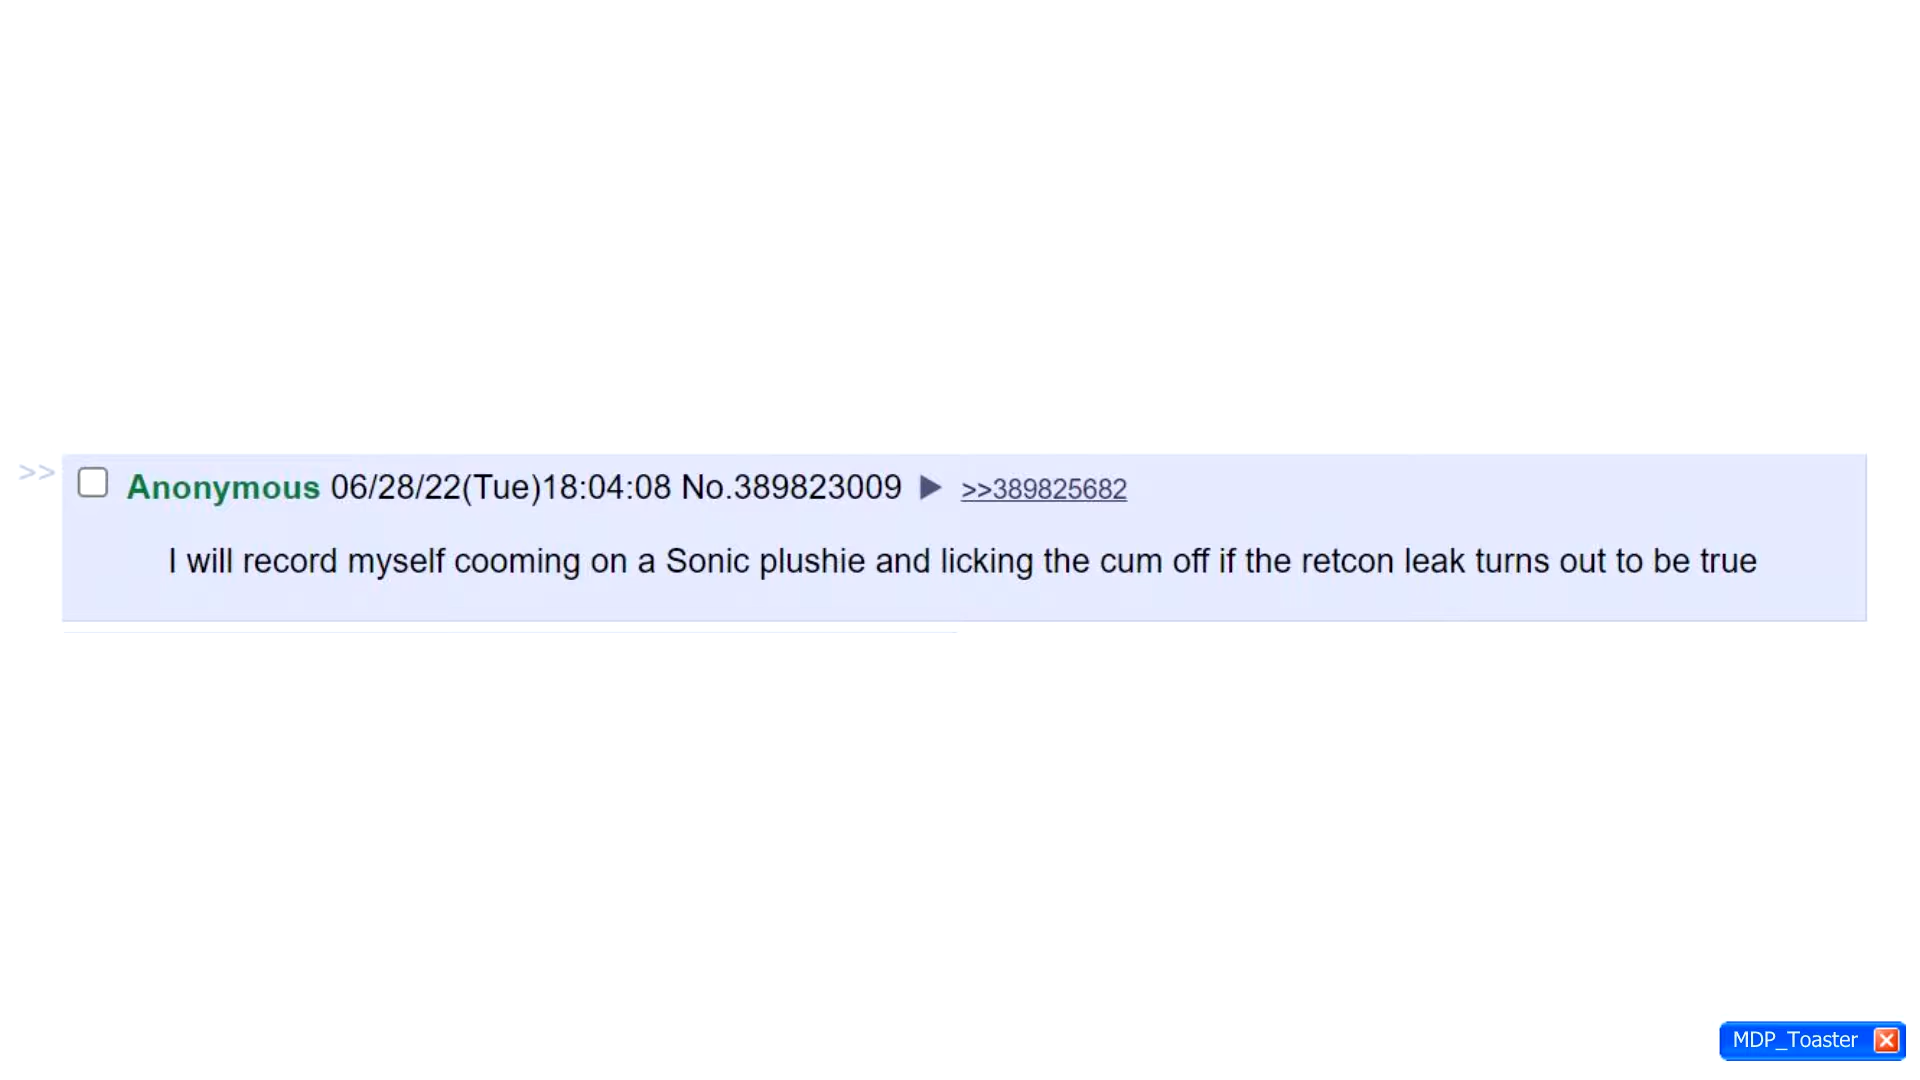 >> Anonymous 06/28/22(Tue)18:04:08 No.389823009 ▶ >>389825682
I will record myself cooming on a Sonic plushie and licking the cum off if the retcon leak turns out to be true
MDP_Toaster